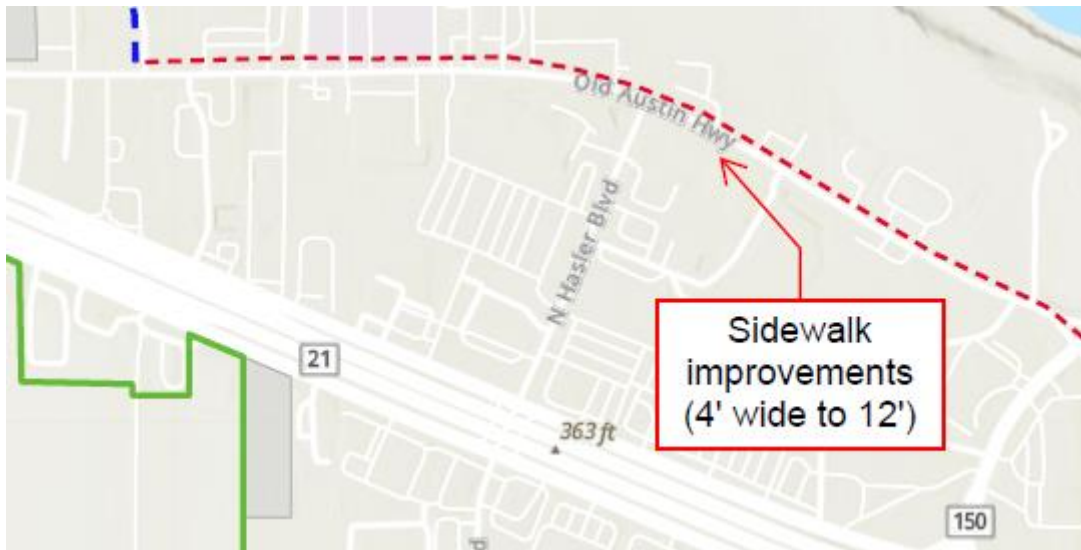 Old Austin Hwy
N Hasler Blvd
Sidewalk
improvements
(4' wide to 12')
21
363 ft
150